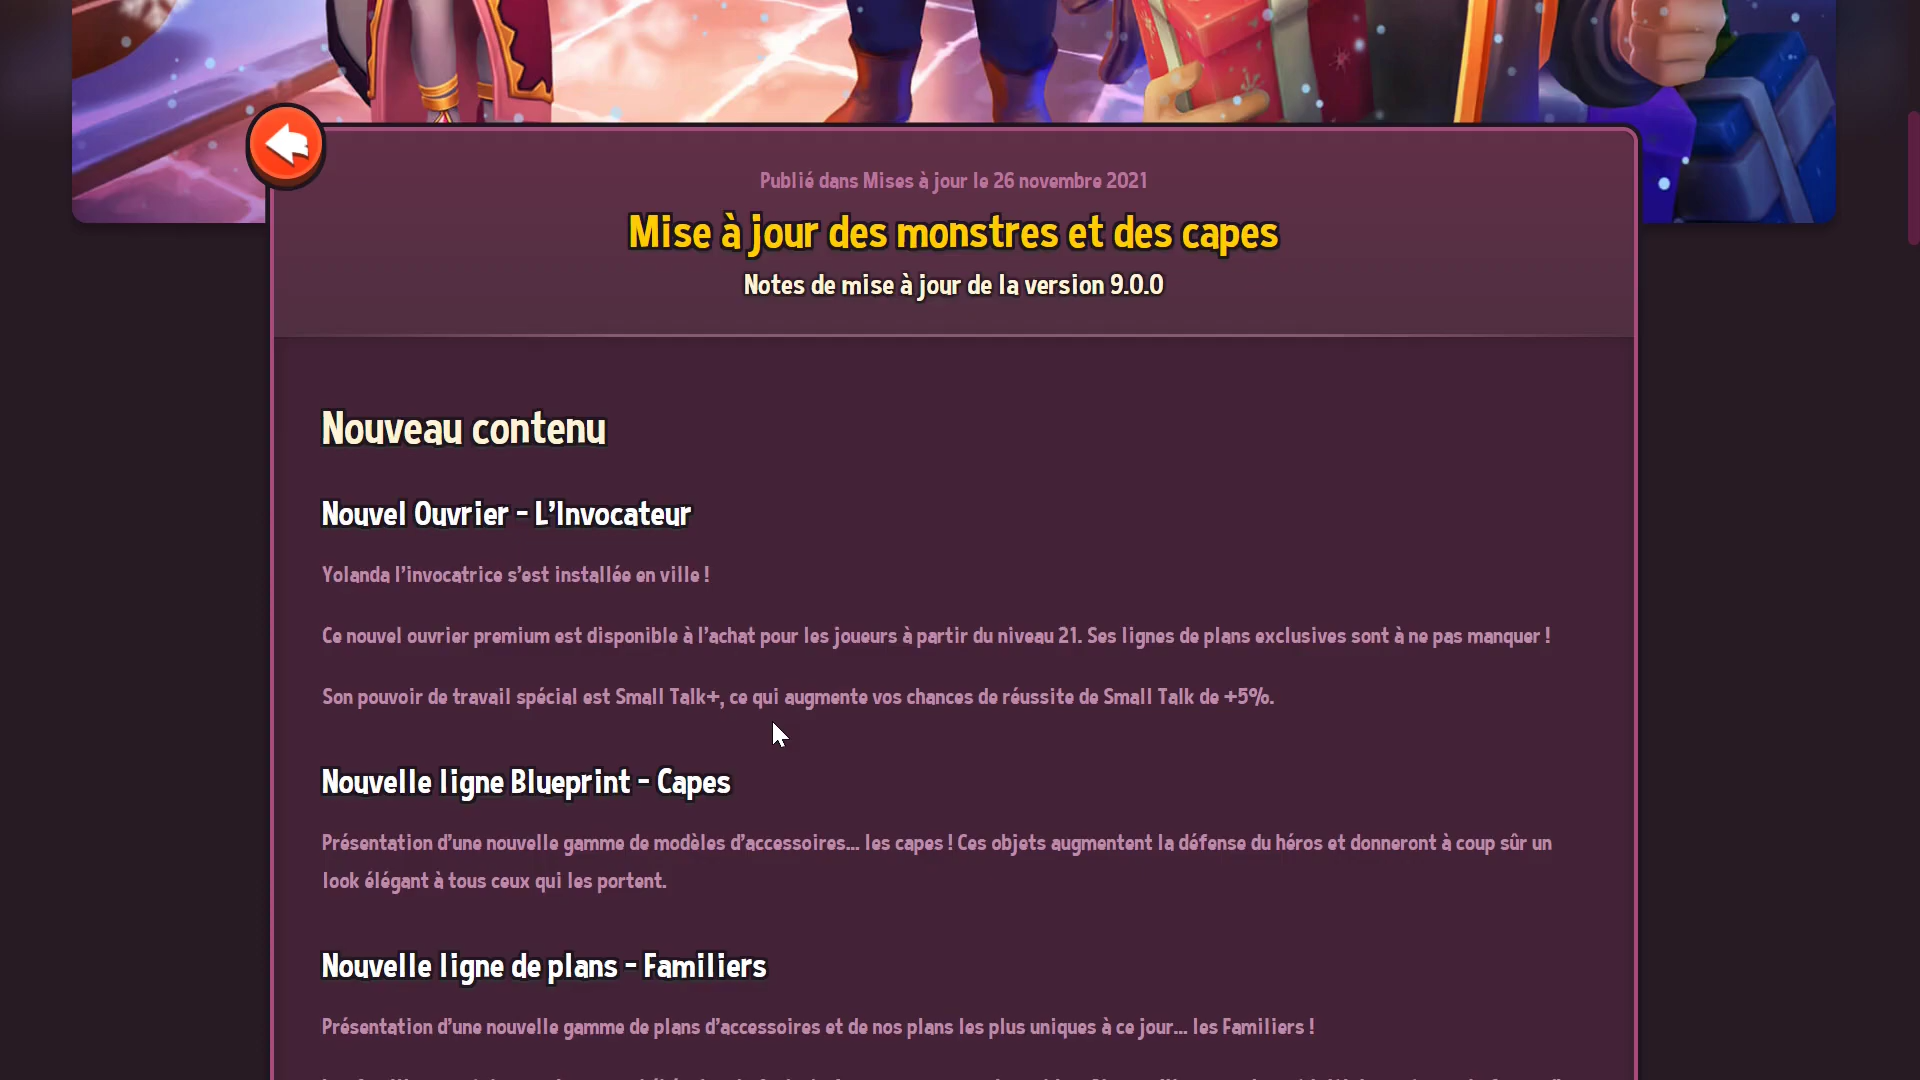 Publié dans Mises à jour le 26 novembre 2021
Mise à jour des monstres et des capes
Notes de mise à jour de la version 9.0.0
Nouveau contenu
Nouvel Ouvrier - L’Invocateur
Yolanda l’invocatrice s’est installée en ville !
Ce nouvel ouvrier premium est disponible à l’achat pour les joueurs à partir du niveau 21. Ses lignes de plans exclusives sont à ne pas manquer !
Son pouvoir de travail spécial est Small Talk+, ce qui augmente vos chances de réussite de Small Talk de +5%.
Nouvelle ligne Blueprint - Capes
Présentation d’une nouvelle gamme de modèles d’accessoires... les capes ! Ces objets augmentent la défense du héros et donneront à coup sûr un
look élégant à tous ceux qui les portent.
Nouvelle ligne de plans - Familiers
Présentation d’une nouvelle gamme de plans d’accessoires et de nos plans les plus uniques à ce jour... les Familiers !